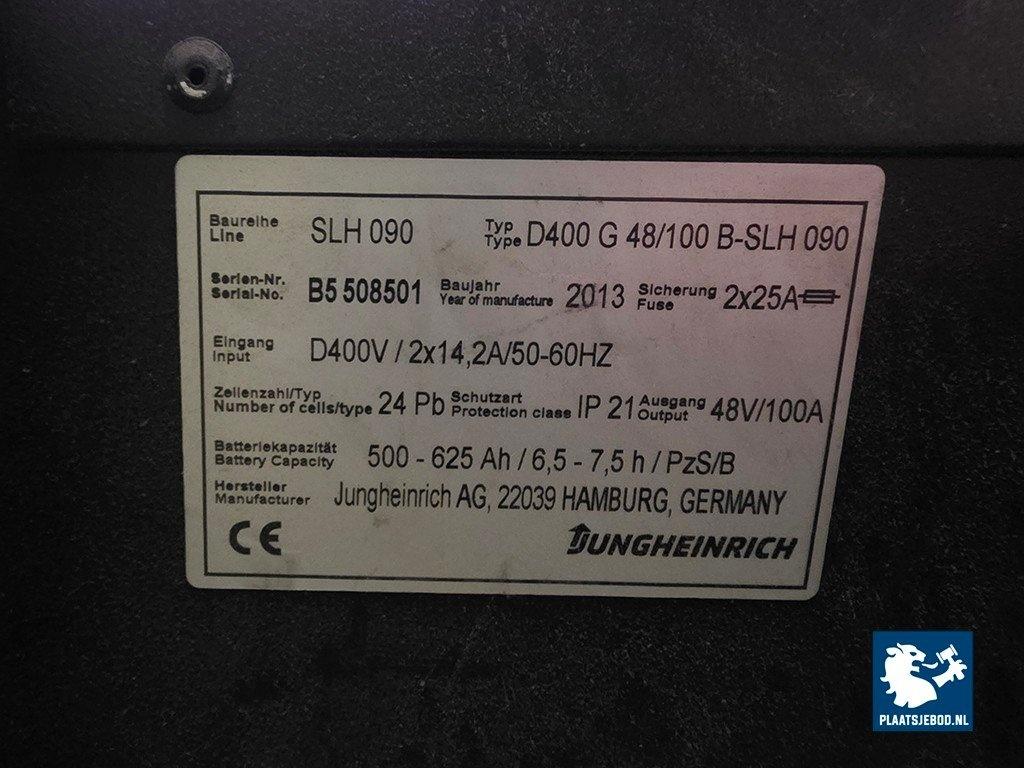 Baureihe Line SLH 090 Typ Type D400 G 48/100 B-SLH 090
Serien-Nr. Serial-No. B5 508501 Baujahr Year of manufacture 2013 Sicherung Fuse 2x25A
Eingang Input D400V / 2x14,2A/50-60HZ
Zellenzahl/Typ Number of cells/type 24 Pb Schutzart Protection class IP 21 Ausgang Output 48V/100A
Batteriekapazität Battery Capacity 500 - 625 Ah / 6,5 - 7,5 h / PzS/B
Hersteller Manufacturer Jungheinrich AG, 22039 HAMBURG, GERMANY
CE JUNGHEINRICH
PLAATSJEBOD.NL